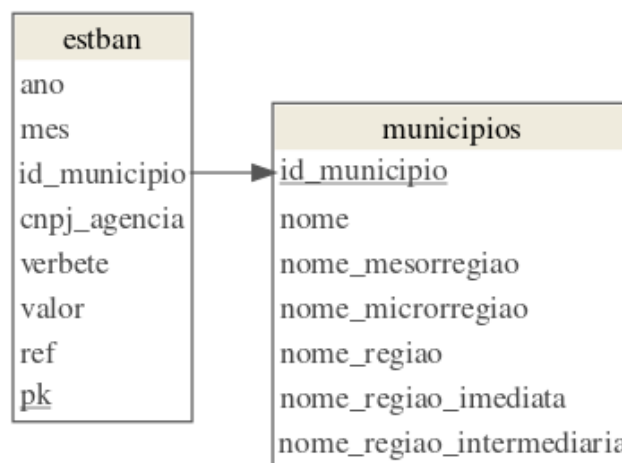 estban
ano
mes
id_municipio
cnpj_agencia
verbete
valor
ref
pk
municipios
id_municipio
nome
nome_mesorregiao
nome_microrregiao
nome_regiao
nome_regiao_imediata
nome_regiao_intermediaria